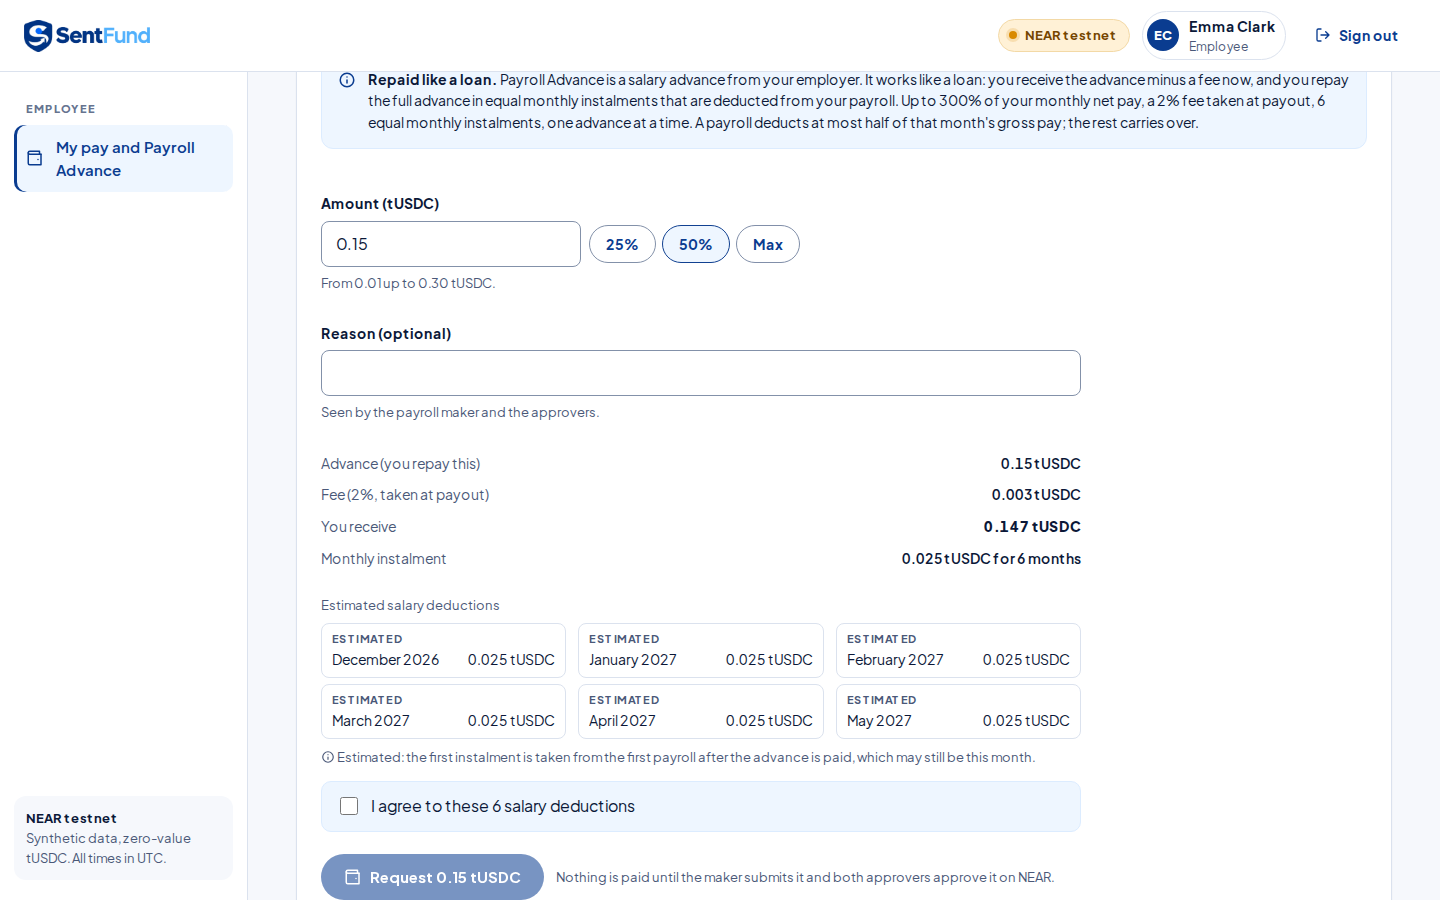 SentFund
NEAR testnet
EC
Emma Clark
Employee
Sign out
EMPLOYEE
My pay and Payroll
Advance
Repaid like a loan. Payroll Advance is a salary advance from your employer. It works like a loan: you receive the advance minus a fee now, and you repay
the full advance in equal monthly instalments that are deducted from your payroll. Up to 300% of your monthly net pay, a 2% fee taken at payout, 6
equal monthly instalments, one advance at a time. A payroll deducts at most half of that month's gross pay; the rest carries over.
Amount (tUSDC)
0.15
25%
50%
Max
From 0.01 up to 0.30 tUSDC.
Reason (optional)
Seen by the payroll maker and the approvers.
Advance (you repay this) 0.15 tUSDC
Fee (2%, taken at payout) 0.003 tUSDC
You receive 0.147 tUSDC
Monthly instalment 0.025 tUSDC for 6 months
Estimated salary deductions
ESTIMATED
December 2026 0.025 tUSDC
ESTIMATED
January 2027 0.025 tUSDC
ESTIMATED
February 2027 0.025 tUSDC
ESTIMATED
March 2027 0.025 tUSDC
ESTIMATED
April 2027 0.025 tUSDC
ESTIMATED
May 2027 0.025 tUSDC
Estimated: the first instalment is taken from the first payroll after the advance is paid, which may still be this month.
I agree to these 6 salary deductions
Request 0.15 tUSDC
Nothing is paid until the maker submits it and both approvers approve it on NEAR.
NEAR testnet
Synthetic data, zero-value
tUSDC. All times in UTC.